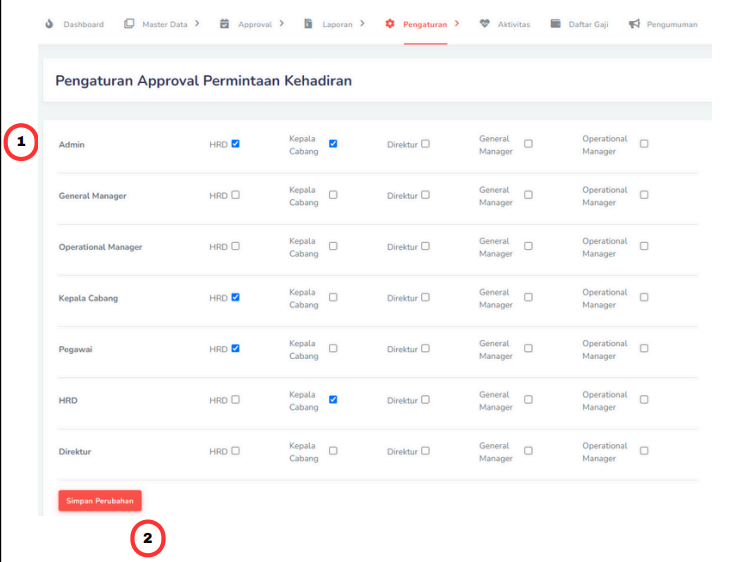 Dashboard Master Data Approval Laporan Pengaturan Aktivitas Daftar Gaji Pengumuman
Pengaturan Approval Permintaan Kehadiran
1
Admin HRD Kepala Cabang Direktur General Manager Operational Manager
General Manager HRD Kepala Cabang Direktur General Manager Operational Manager
Operational Manager HRD Kepala Cabang Direktur General Manager Operational Manager
Kepala Cabang HRD Kepala Cabang Direktur General Manager Operational Manager
Pegawai HRD Kepala Cabang Direktur General Manager Operational Manager
HRD HRD Kepala Cabang Direktur General Manager Operational Manager
Direktur HRD Kepala Cabang Direktur General Manager Operational Manager
Simpan Perubahan
2